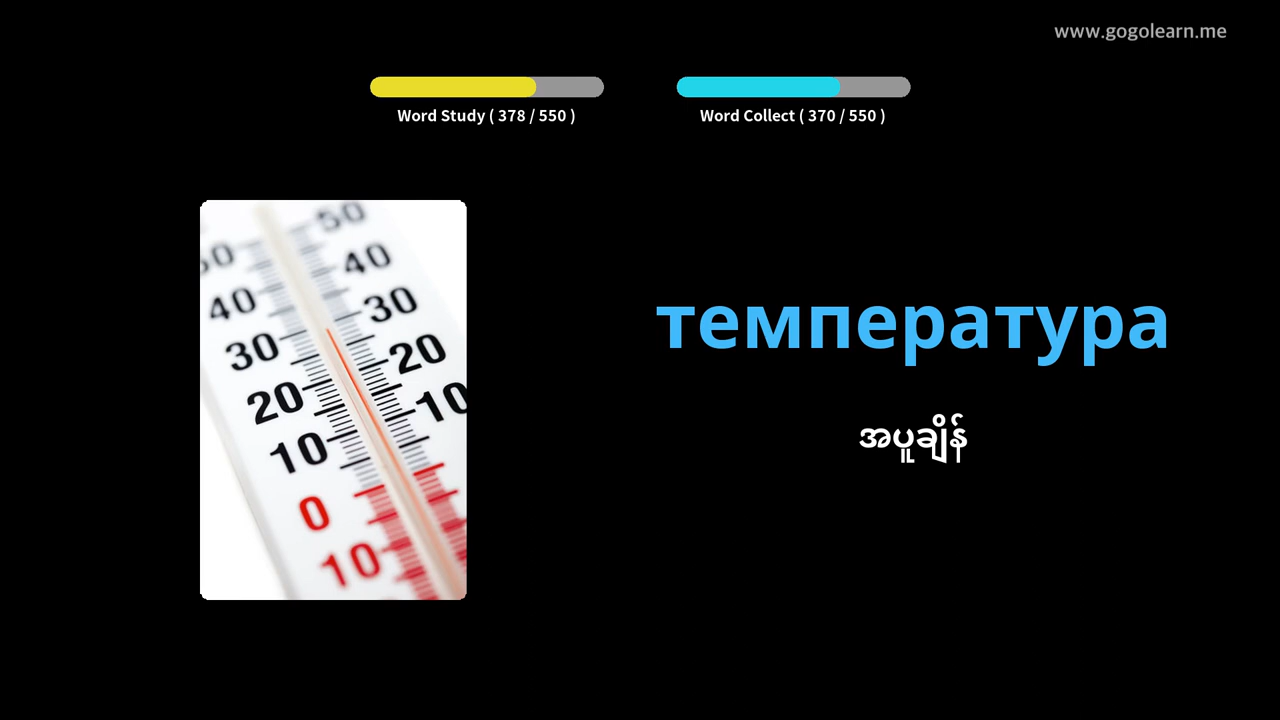 www.gogolearn.me
Word Study ( 378 / 550 )
Word Collect ( 370 / 550 )
50
40
30
20
10
40
30
20
10
0
10
температура
အပူချိန်